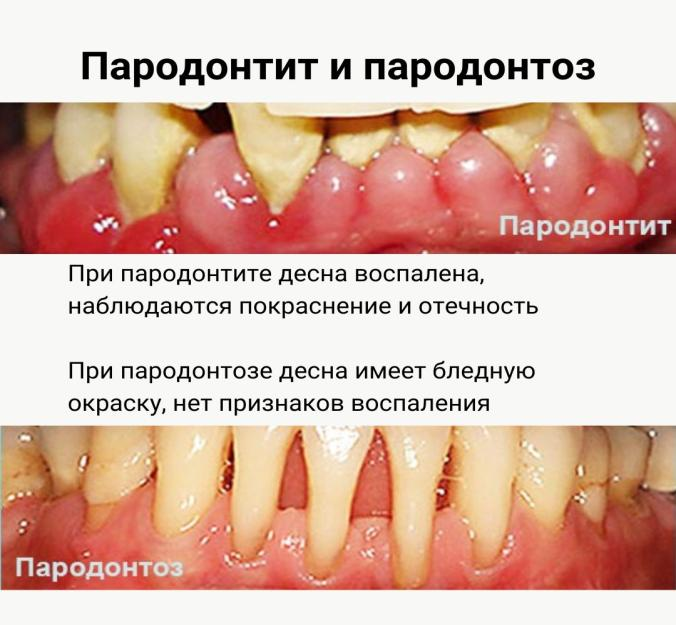 Пародонтит и пародонтоз
Пародонтит
При пародонтите десна воспалена,
наблюдаются покраснение и отечность
При пародонтозе десна имеет бледную
окраску, нет признаков воспаления
Пародонтоз